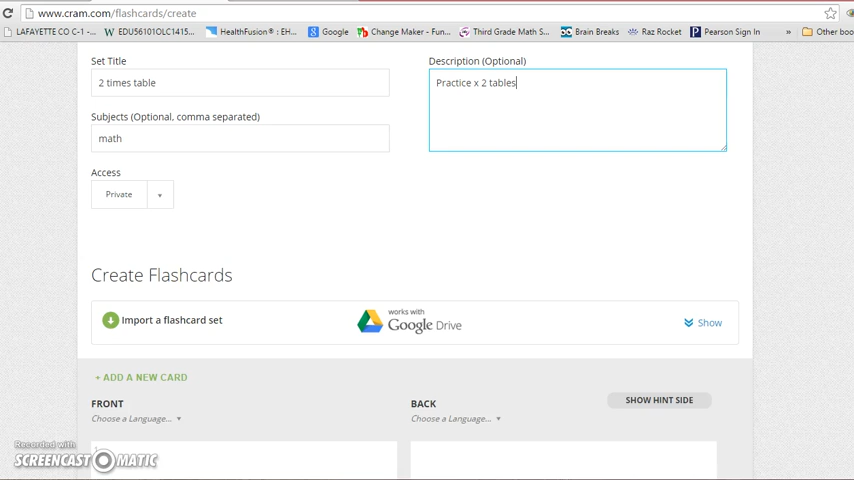 www.cram.com/flashcards/create
LAFAYETTE CO C-1 -... W EDU56101OLC1415... HealthFusion® : EH... Google Change Maker - Fun... Third Grade Math S... Brain Breaks Raz Rocket Pearson Sign In » Other boo
Set Title Description (Optional)
2 times table Practice x 2 tables
Subjects (Optional, comma separated)
math
Access
Private
Create Flashcards
Import a flashcard set works with Google Drive Show
+ ADD A NEW CARD
FRONT BACK SHOW HINT SIDE
Choose a Language... Choose a Language...
1
Recorded with
SCREENCAST-O-MATIC